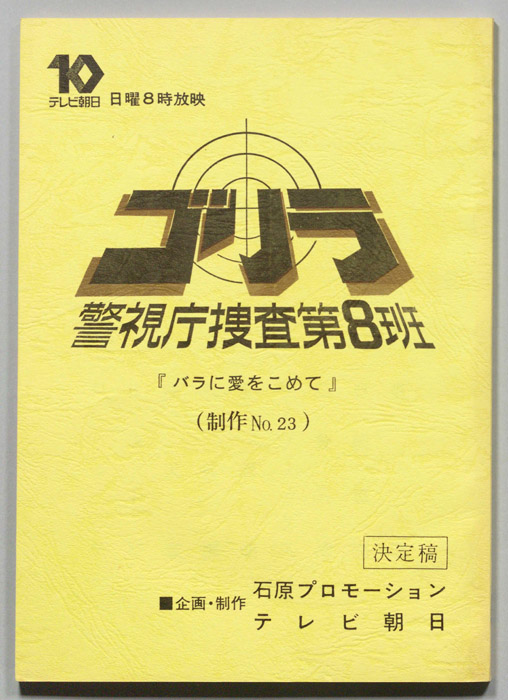 10
テレビ朝日 日曜8時放映
ゴリラ
警視庁捜査第8班
『バラに愛をこめて』
(制作No.23)
決定稿
■企画・制作 石原プロモーション
テレビ朝日